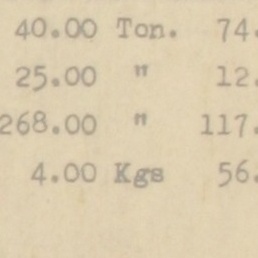 40.00 Ton. 74.
25.00 " 12.
268.00 " 117.
4.00 Kgs 56.